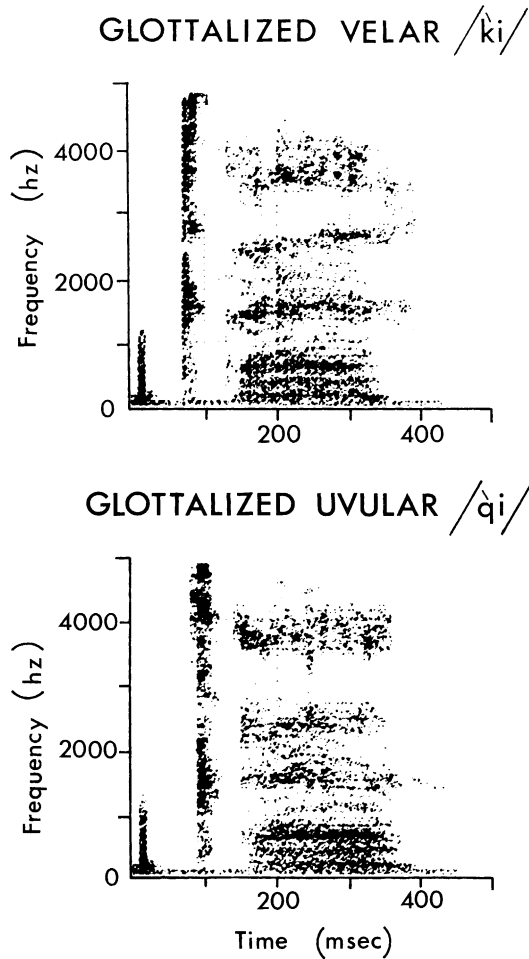 GLOTTALIZED VELAR /k̀i/
Frequency (hz)
4000
2000
0
200 400
GLOTTALIZED UVULAR /q̀i/
Frequency (hz)
4000
2000
0
200 400
Time (msec)